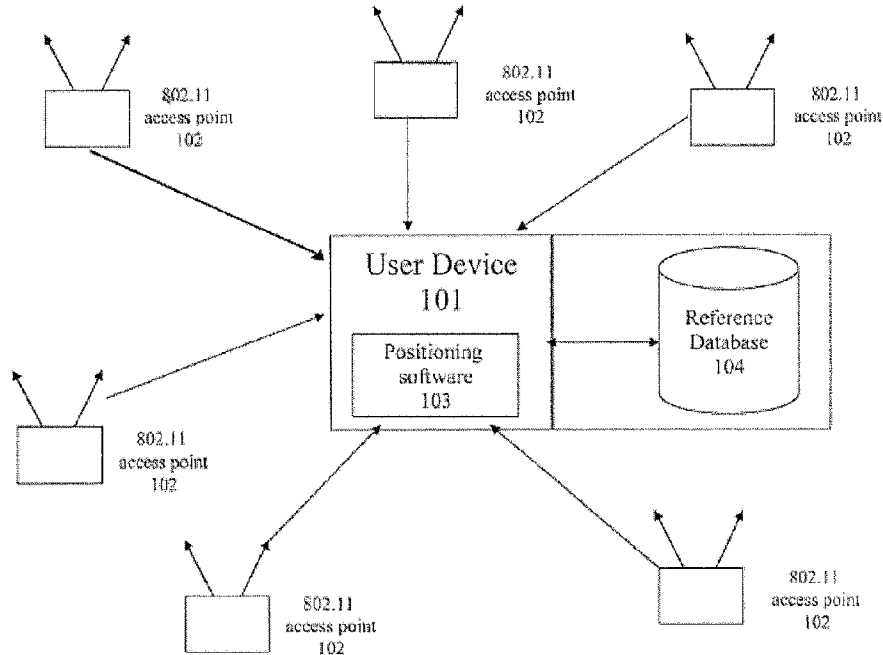 802.11
access point
102
802.11
access point
102
802.11
access point
102
User Device
101
Positioning
software
103
Reference
Database
104
802.11
access point
102
802.11
access point
102
802.11
access point
102